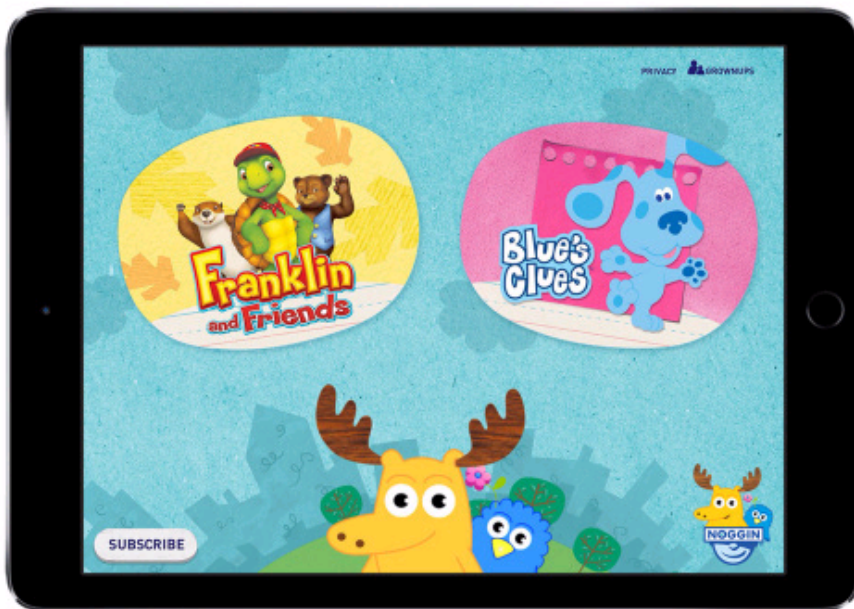 PRIVACY GROWNUPS
Franklin
and Friends
Blue's
Clues
SUBSCRIBE
NOGGIN